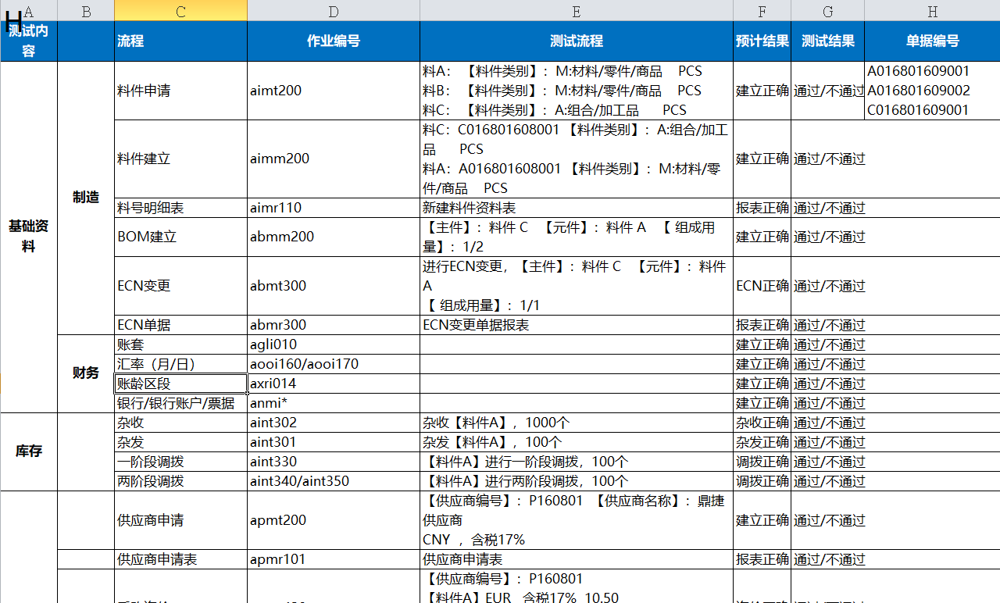 A B C D E F G H
H
测试内容 流程 作业编号 测试流程 预计结果 测试结果 单据编号
基础资料
制造
料件申请 aimt200
料A： 【料件类别】：M:材料/零件/商品 PCS
料B： 【料件类别】：M:材料/零件/商品 PCS
料C： 【料件类别】：A:组合/加工品 PCS
建立正确 通过/不通过
A016801609001
A016801609002
C016801609001
料件建立 aimm200
料C：C016801608001 【料件类别】：A:组合/加工
品 PCS
料A：A016801608001 【料件类别】：M:材料/零
件/商品 PCS
建立正确 通过/不通过
料号明细表 aimr110 新建料件资料表 报表正确 通过/不通过
BOM建立 abmm200
【主件】：料件 C 【元件】：料件 A 【 组成用
量】：1/2
建立正确 通过/不通过
ECN变更 abmt300
进行ECN变更，【主件】：料件 C 【元件】：料件
A
【 组成用量】：1/1
ECN正确 通过/不通过
ECN单据 abmr300 ECN变更单据报表 报表正确 通过/不通过
财务
账套 agli010 建立正确 通过/不通过
汇率（月/日） aooi160/aooi170 建立正确 通过/不通过
账龄区段 axri014 建立正确 通过/不通过
银行/银行账户/票据 anmi* 建立正确 通过/不通过
库存
杂收 aint302 杂收【料件A】，1000个 杂收正确 通过/不通过
杂发 aint301 杂发【料件A】，100个 杂发正确 通过/不通过
一阶段调拨 aint330 【料件A】进行一阶段调拨，100个 调拨正确 通过/不通过
两阶段调拨 aint340/aint350 【料件A】进行两阶段调拨，100个 调拨正确 通过/不通过
供应商申请 apmt200
【供应商编号】：P160801 【供应商名称】：鼎捷
供应商
CNY ，含税17%
建立正确 通过/不通过
供应商申请表 apmr101 供应商申请表 报表正确 通过/不通过
【供应商编号】：P160801
【料件A】EUR 含税17% 10.50